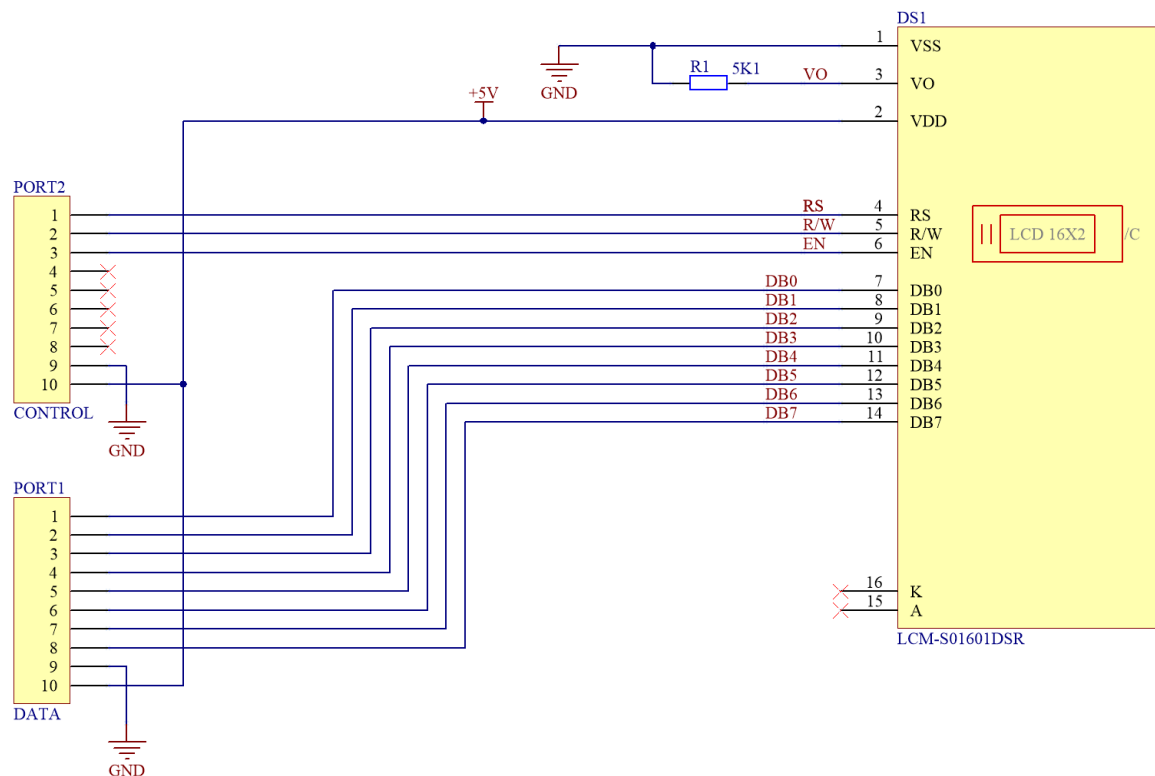 DS1
1 VSS
R1 5K1 VO 3 VO
GND
+5V
2 VDD
PORT2
1 RS 4 RS
2 R/W 5 R/W
3 EN 6 EN
LCD 16X2 /C
4
5
6
7
8
9
10
CONTROL
GND
DB0 7 DB0
DB1 8 DB1
DB2 9 DB2
DB3 10 DB3
DB4 11 DB4
DB5 12 DB5
DB6 13 DB6
DB7 14 DB7
PORT1
1
2
3
4
5
6
7
8
9
10
DATA
GND
16 K
15 A
LCM-S01601DSR